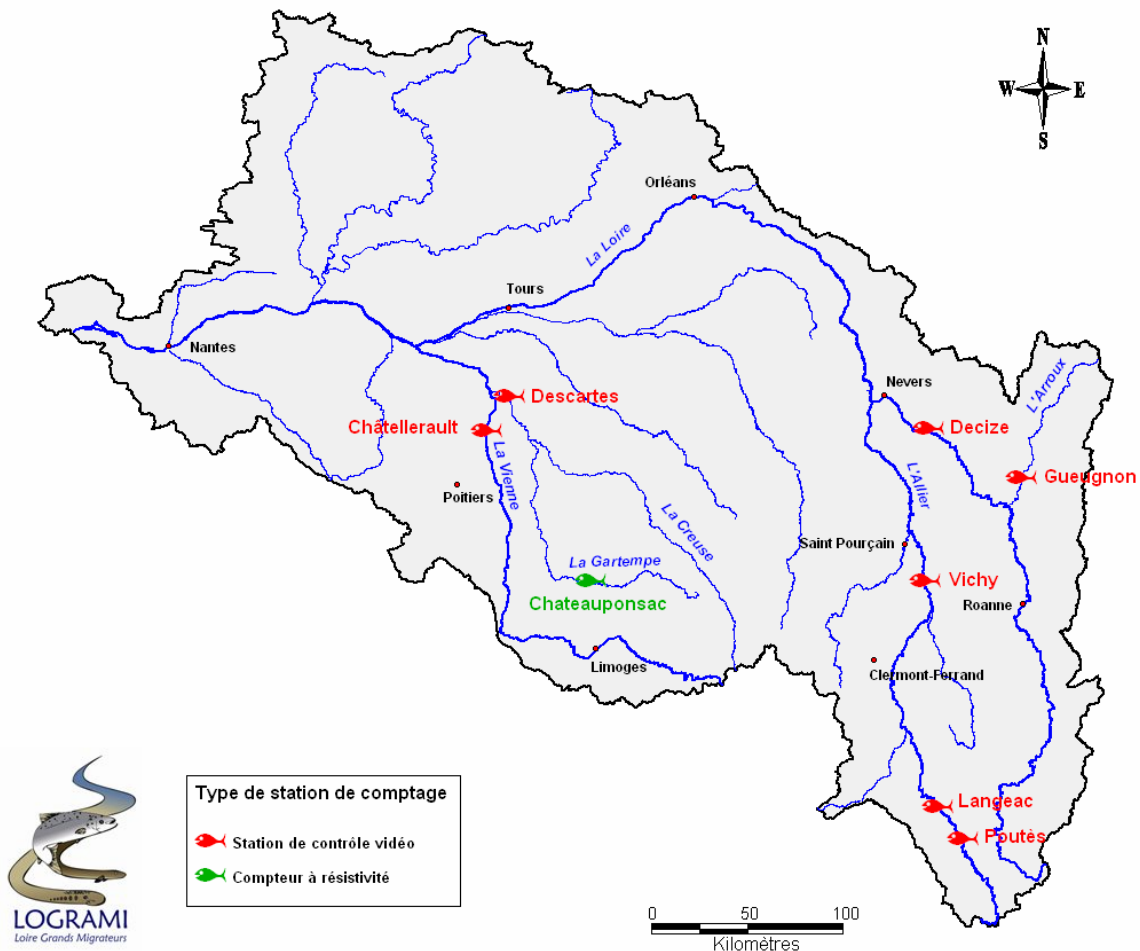 N
W E
S
Orléans
La Loire
Tours
Nantes
Nevers
L'Arroux
Descartes
Châtellerault
Decize
La Vienne
L'Allier
Gueugnon
Poitiers
La Creuse
Saint Pourçain
La Gartempe
Vichy
Chateauponsac
Roanne
Limoges
Clermont-Ferrand
Langeac
Poutès
Type de station de comptage
Station de contrôle vidéo
Compteur à résistivité
LOGRAMI
Loire Grands Migrateurs
0 50 100
Kilomètres